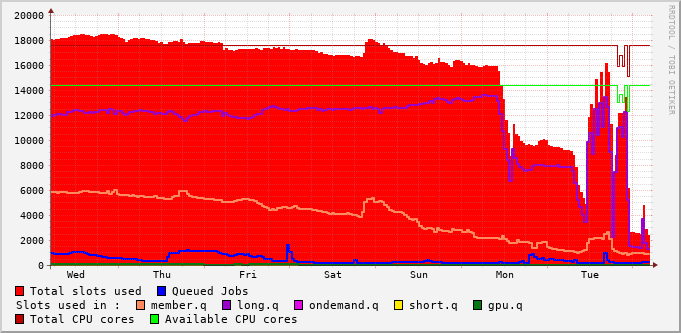 20000
18000
16000
14000
12000
10000
8000
6000
4000
2000
0
Wed Thu Fri Sat Sun Mon Tue
Total slots used Queued Jobs
Slots used in : member.q long.q ondemand.q short.q gpu.q
Total CPU cores Available CPU cores
RRDTOOL / TOBI OETIKER